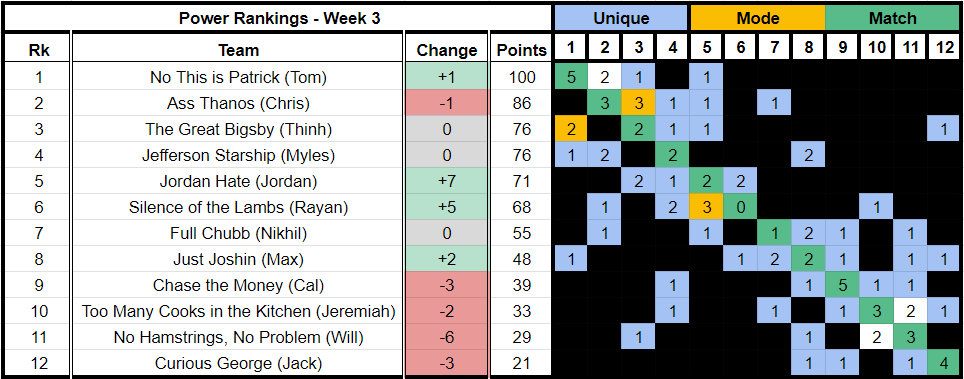 Power Rankings - Week 3 Unique Mode Match
Rk Team Change Points 1 2 3 4 5 6 7 8 9 10 11 12
1 No This is Patrick (Tom) +1 100 5 2 1 1
2 Ass Thanos (Chris) -1 86 3 3 1 1 1
3 The Great Bigsby (Thinh) 0 76 2 2 1 1 1
4 Jefferson Starship (Myles) 0 76 1 2 2 2
5 Jordan Hate (Jordan) +7 71 2 1 2 2
6 Silence of the Lambs (Rayan) +5 68 1 2 3 0 1
7 Full Chubb (Nikhil) 0 55 1 1 1 2 1 1
8 Just Joshin (Max) +2 48 1 1 2 2 1 1 1
9 Chase the Money (Cal) -3 39 1 1 5 1 1
10 Too Many Cooks in the Kitchen (Jeremiah) -2 33 1 1 1 3 2 1
11 No Hamstrings, No Problem (Will) -6 29 1 1 2 3
12 Curious George (Jack) -3 21 1 1 1 4